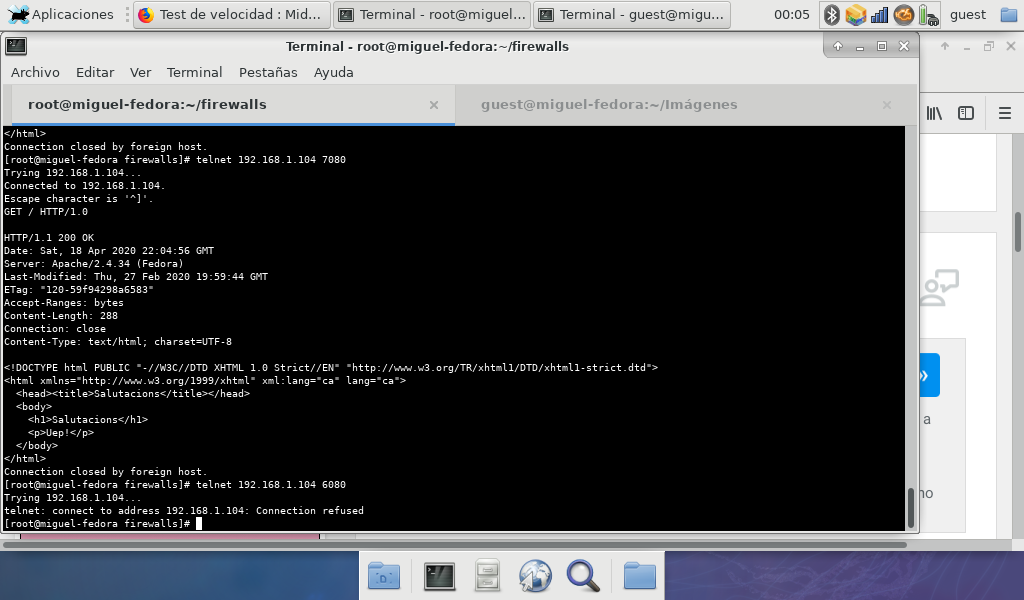 Aplicaciones
Test de velocidad : Mid...
Terminal - root@miguel...
Terminal - guest@migu...
00:05
guest
Terminal - root@miguel-fedora:~/firewalls
Archivo Editar Ver Terminal Pestañas Ayuda
root@miguel-fedora:~/firewalls
guest@miguel-fedora:~/Imágenes
</html>
Connection closed by foreign host.
[root@miguel-fedora firewalls]# telnet 192.168.1.104 7080
Trying 192.168.1.104...
Connected to 192.168.1.104.
Escape character is '^]'.
GET / HTTP/1.0
HTTP/1.1 200 OK
Date: Sat, 18 Apr 2020 22:04:56 GMT
Server: Apache/2.4.34 (Fedora)
Last-Modified: Thu, 27 Feb 2020 19:59:44 GMT
ETag: "120-59f94298a6583"
Accept-Ranges: bytes
Content-Length: 288
Connection: close
Content-Type: text/html; charset=UTF-8
<!DOCTYPE html PUBLIC "-//W3C//DTD XHTML 1.0 Strict//EN" "http://www.w3.org/TR/xhtml1/DTD/xhtml1-strict.dtd">
<html xmlns="http://www.w3.org/1999/xhtml" xml:lang="ca" lang="ca">
<head><title>Salutacions</title></head>
<body>
<h1>Salutacions</h1>
<p>Uep!</p>
</body>
</html>
Connection closed by foreign host.
[root@miguel-fedora firewalls]# telnet 192.168.1.104 6080
Trying 192.168.1.104...
telnet: connect to address 192.168.1.104: Connection refused
[root@miguel-fedora firewalls]#
»
a
no
D